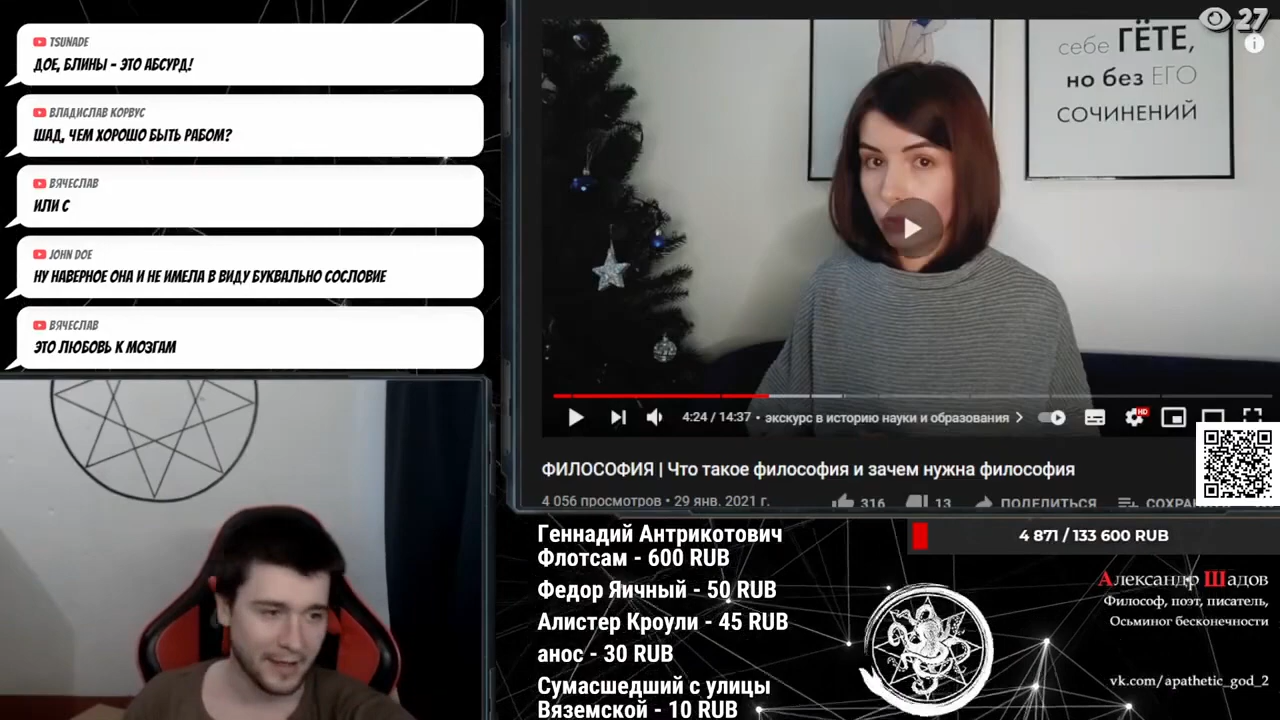 TSUNADE
ДОЕ, БЛИНЫ - ЭТО АБСУРД!
ВЛАДИСЛАВ КОРВУС
ШАД, ЧЕМ ХОРОШО БЫТЬ РАБОМ?
ВЯЧЕСЛАВ
ИЛИ С
JOHN DOE
НУ НАВЕРНОЕ ОНА И НЕ ИМЕЛА В ВИДУ БУКВАЛЬНО СОСЛОВИЕ
ВЯЧЕСЛАВ
ЭТО ЛЮБОВЬ К МОЗГАМ
27
себе ГЁТЕ,
но без ЕГО
СОЧИНЕНИЙ
4:24 / 14:37 • экскурс в историю науки и образования
HD
ФИЛОСОФИЯ | Что такое философия и зачем нужна философия
4 056 просмотров • 29 янв. 2021 г.
316
13
ПОДЕЛИТЬСЯ
СОХРАН
Геннадий Антрикотович
Флотсам - 600 RUB
Федор Яичный - 50 RUB
Алистер Кроули - 45 RUB
анос - 30 RUB
Сумасшедший с улицы
Вяземской - 10 RUB
4 871 / 133 600 RUB
Александр Шадов
Философ, поэт, писатель,
Осьминог бесконечности
vk.com/apathetic_god_2